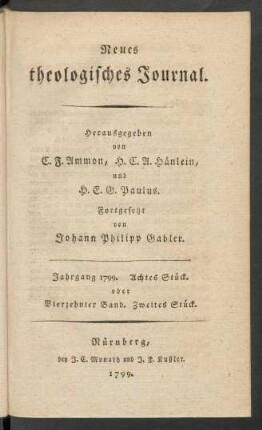 Neues
theologisches Journal.
Herausgegeben
von
C. F. Ammon, H. C. A. Hänlein,
und
H. E. G. Paulus.
Fortgesetzt
von
Johann Philipp Gabler.
Jahrgang 1799. Achtes Stück.
oder
Vierzehnter Band. Zweites Stück.
Nürnberg,
bey J. C. Monath und J. F. Kußler.
1799.